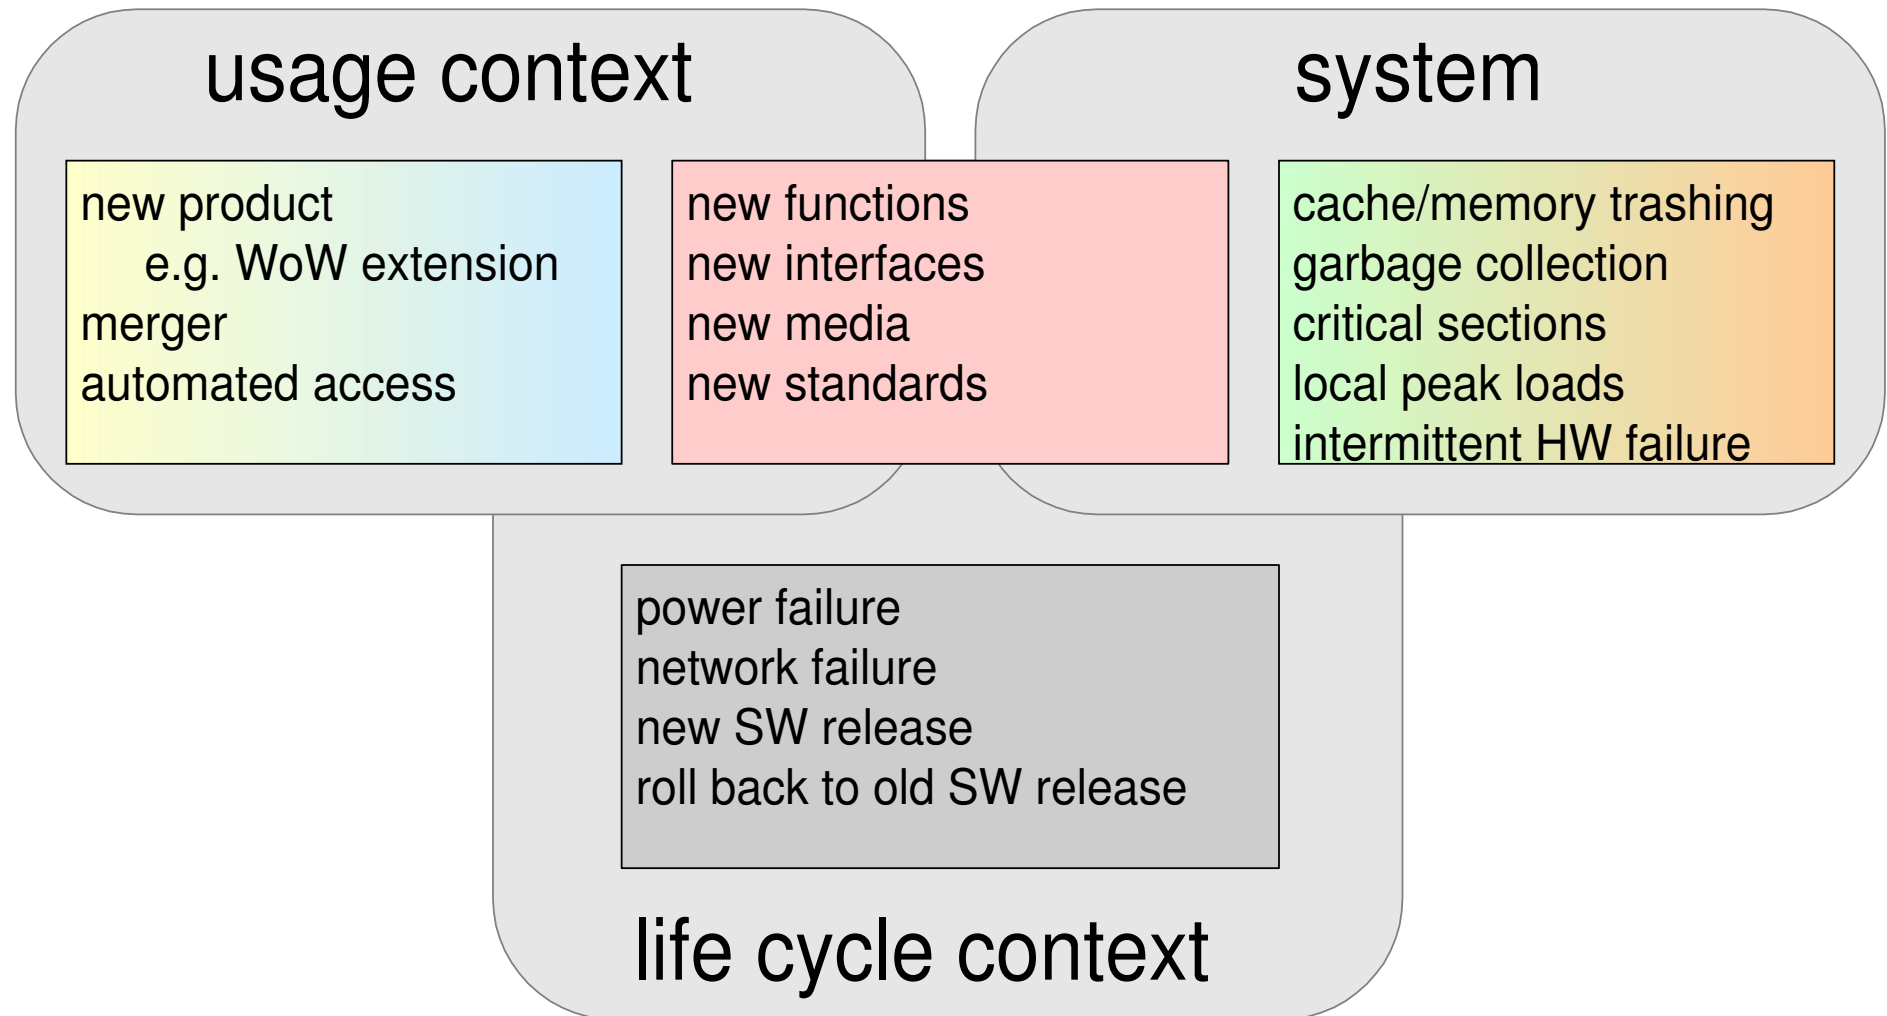 usage context
system
new product
e.g. WoW extension
merger
automated access
new functions
new interfaces
new media
new standards
cache/memory trashing
garbage collection
critical sections
local peak loads
intermittent HW failure
power failure
network failure
new SW release
roll back to old SW release
life cycle context